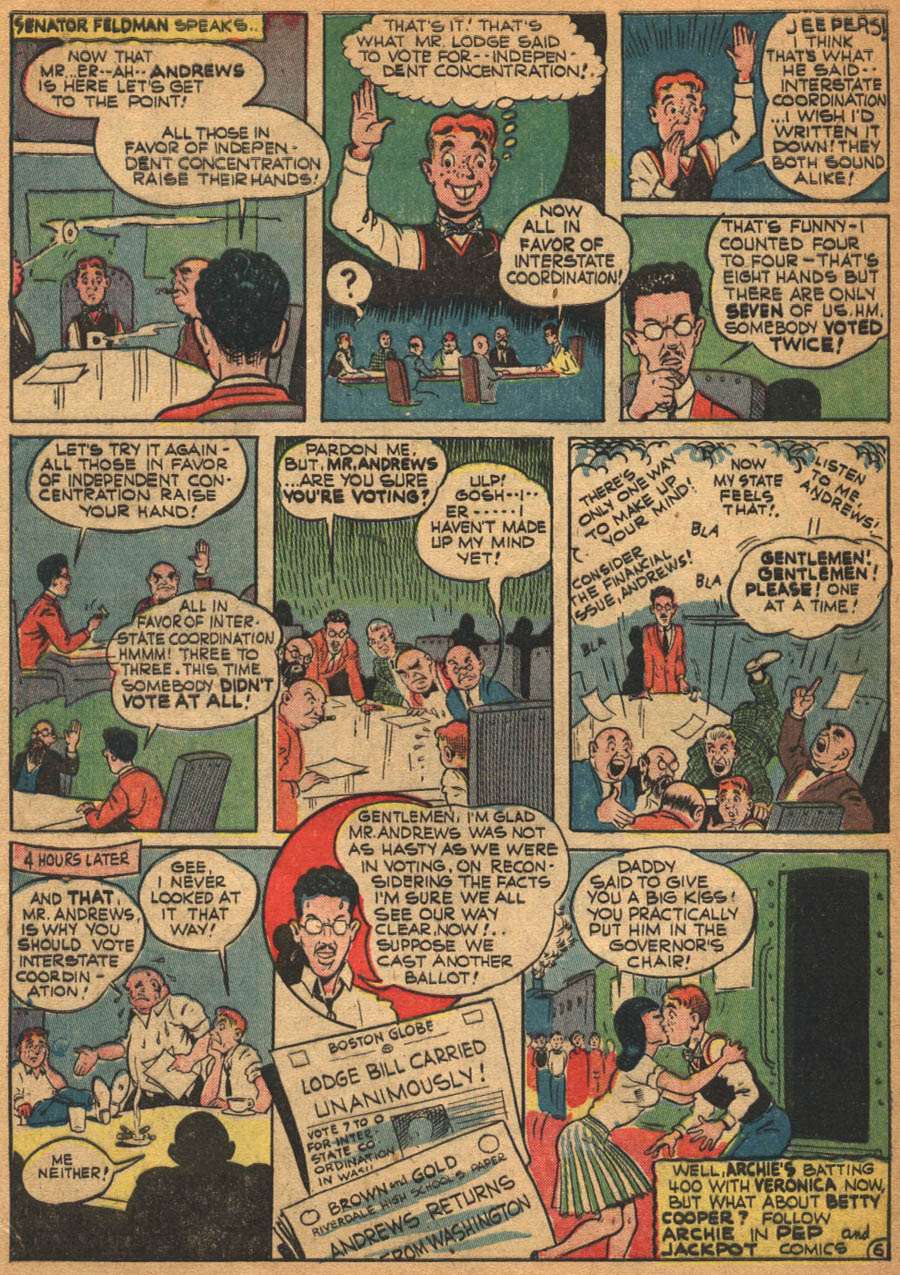 SENATOR FELDMAN SPEAKS..
NOW THAT
MR...ER--AH--ANDREWS
IS HERE LET'S GET
TO THE POINT!
ALL THOSE IN
FAVOR OF INDEPEN-
DENT CONCENTRATION
RAISE THEIR HANDS!
THAT'S IT! THAT'S
WHAT MR. LODGE SAID
TO VOTE FOR--INDEPEN-
DENT CONCENTRATION!
?
NOW
ALL IN
FAVOR OF
INTERSTATE
COORDINATION!
JEEPERS!
I THINK
THAT'S WHAT
HE SAID--
INTERSTATE
COORDINATION
...I WISH I'D
WRITTEN IT
DOWN! THEY
BOTH SOUND
ALIKE!
THAT'S FUNNY-I
COUNTED FOUR
TO FOUR-THAT'S
EIGHT HANDS BUT
THERE ARE ONLY
SEVEN OF US. HM.
SOMEBODY VOTED
TWICE!
LET'S TRY IT AGAIN-
ALL THOSE IN FAVOR
OF INDEPENDENT CON-
CENTRATION RAISE
YOUR HAND!
ALL IN
FAVOR OF INTER-
STATE COORDINATION
HMMM! THREE TO
THREE. THIS TIME
SOMEBODY DIDN'T
VOTE AT ALL!
PARDON ME,
BUT, MR. ANDREWS
...ARE YOU SURE
YOU'RE VOTING?
ULP!
GOSH--I--
ER-----I
HAVEN'T MADE
UP MY MIND
YET!
THERE'S
ONLY ONE WAY
TO MAKE UP
YOUR MIND!
NOW
MY STATE
FEELS
THAT!.
LISTEN
TO ME,
ANDREWS!
BLA
CONSIDER
THE FINANCIAL
ISSUE, ANDREWS!
BLA
BLA
GENTLEMEN!
GENTLEMEN!
PLEASE! ONE
AT A TIME!
4 HOURS LATER
AND THAT,
MR. ANDREWS,
IS WHY YOU
SHOULD VOTE
INTERSTATE
COORDIN-
ATION!
GEE,
I NEVER
LOOKED AT
IT THAT
WAY!
ME
NEITHER!
GENTLEMEN, I'M GLAD
MR. ANDREWS WAS NOT
AS HASTY AS WE WERE
IN VOTING, ON RECON-
SIDERING THE FACTS
I'M SURE WE ALL
SEE OUR WAY
CLEAR, NOW!..
SUPPOSE WE
CAST ANOTHER
BALLOT!
BOSTON GLOBE
LODGE BILL CARRIED
UNANIMOUSLY!
VOTE 7 TO 0
FOR INTER
STATE CO
ORDINATION
IN WAS!!
BROWN and GOLD
RIVERDALE HIGH SCHOOL'S PAPER
ANDREWS RETURNS
FROM WASHINGTON
DADDY
SAID TO GIVE
YOU A BIG KISS!
YOU PRACTICALLY
PUT HIM IN THE
GOVERNOR'S
CHAIR!
WELL, ARCHIE'S BATTING
400 WITH VERONICA NOW,
BUT WHAT ABOUT BETTY
COOPER? FOLLOW
ARCHIE IN PEP and
JACKPOT COMICS
6